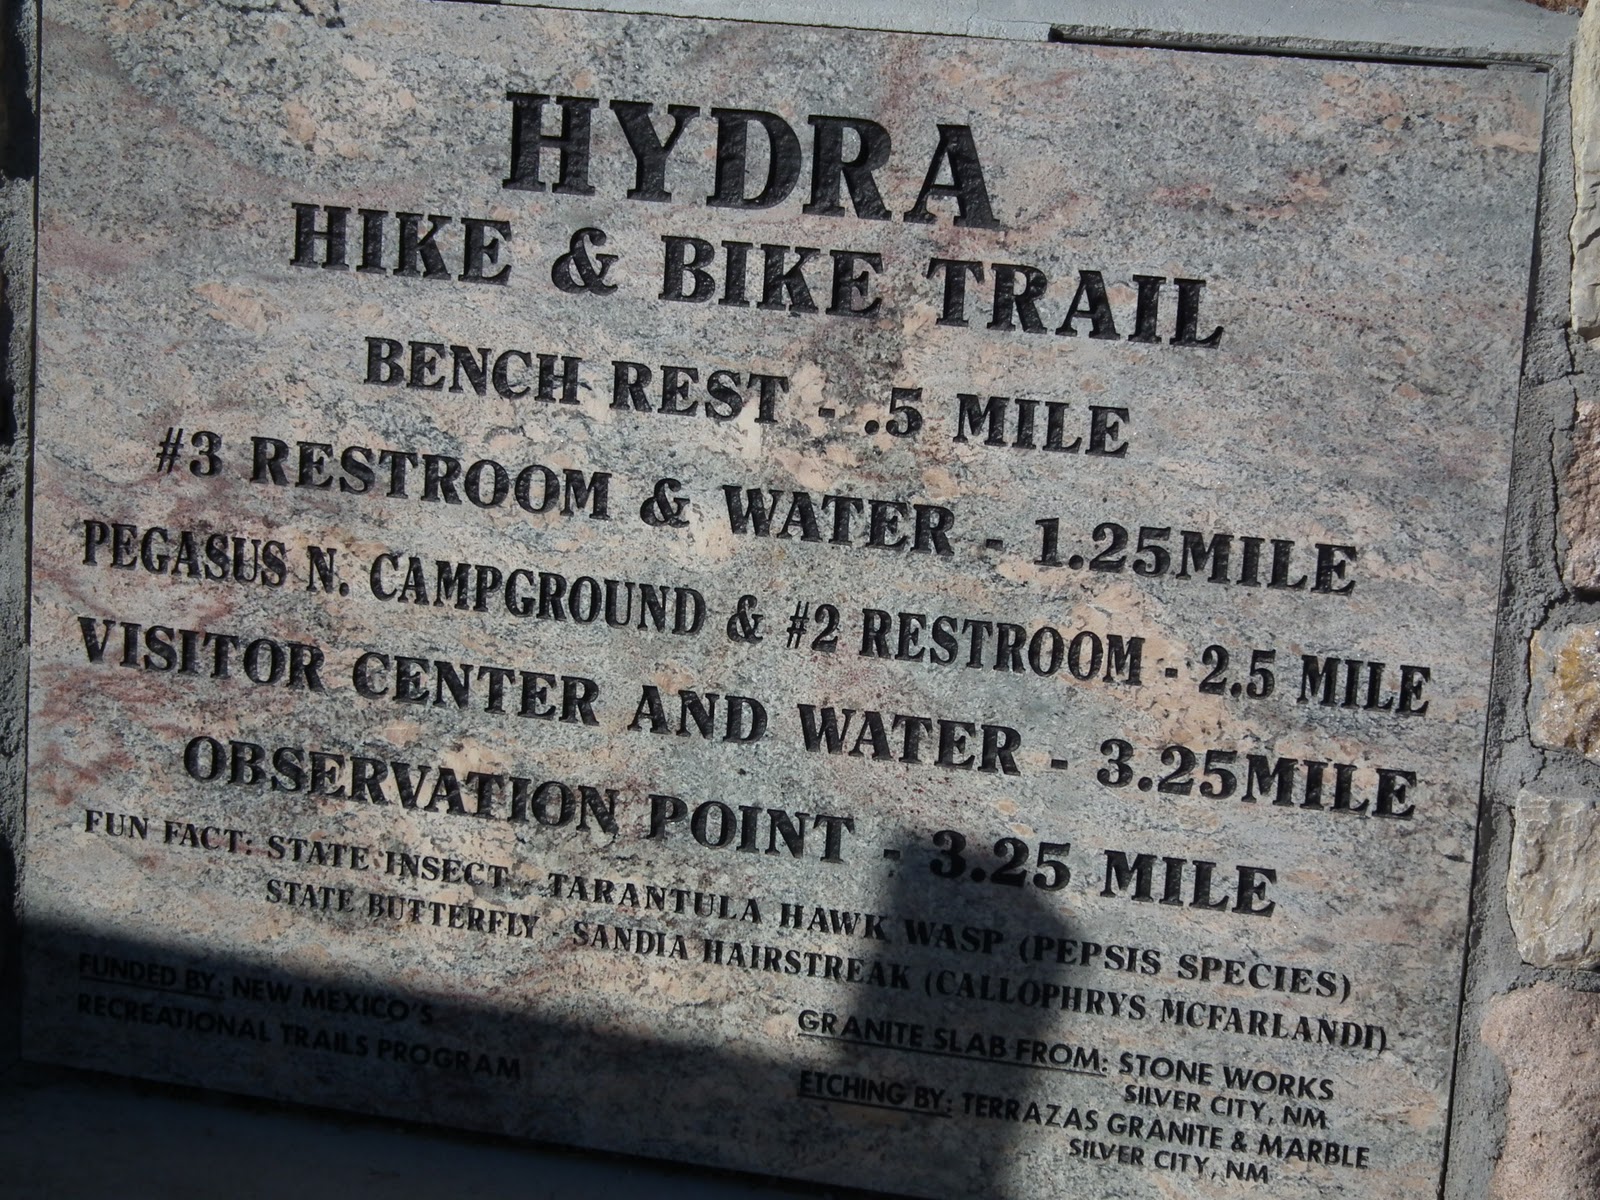 HYDRA
HIKE & BIKE TRAIL
BENCH REST - .5 MILE
#3 RESTROOM & WATER - 1.25MILE
PEGASUS N. CAMPGROUND & #2 RESTROOM - 2.5 MILE
VISITOR CENTER AND WATER - 3.25MILE
OBSERVATION POINT - 3.25 MILE
FUN FACT: STATE INSECT - TARANTULA HAWK WASP (PEPSIS SPECIES)
STATE BUTTERFLY - SANDIA HAIRSTREAK (CALLOPHRYS MCFARLANDI)
FUNDED BY: NEW MEXICO'S
RECREATIONAL TRAILS PROGRAM
GRANITE SLAB FROM: STONE WORKS
SILVER CITY, NM
ETCHING BY: TERRAZAS GRANITE & MARBLE
SILVER CITY, NM